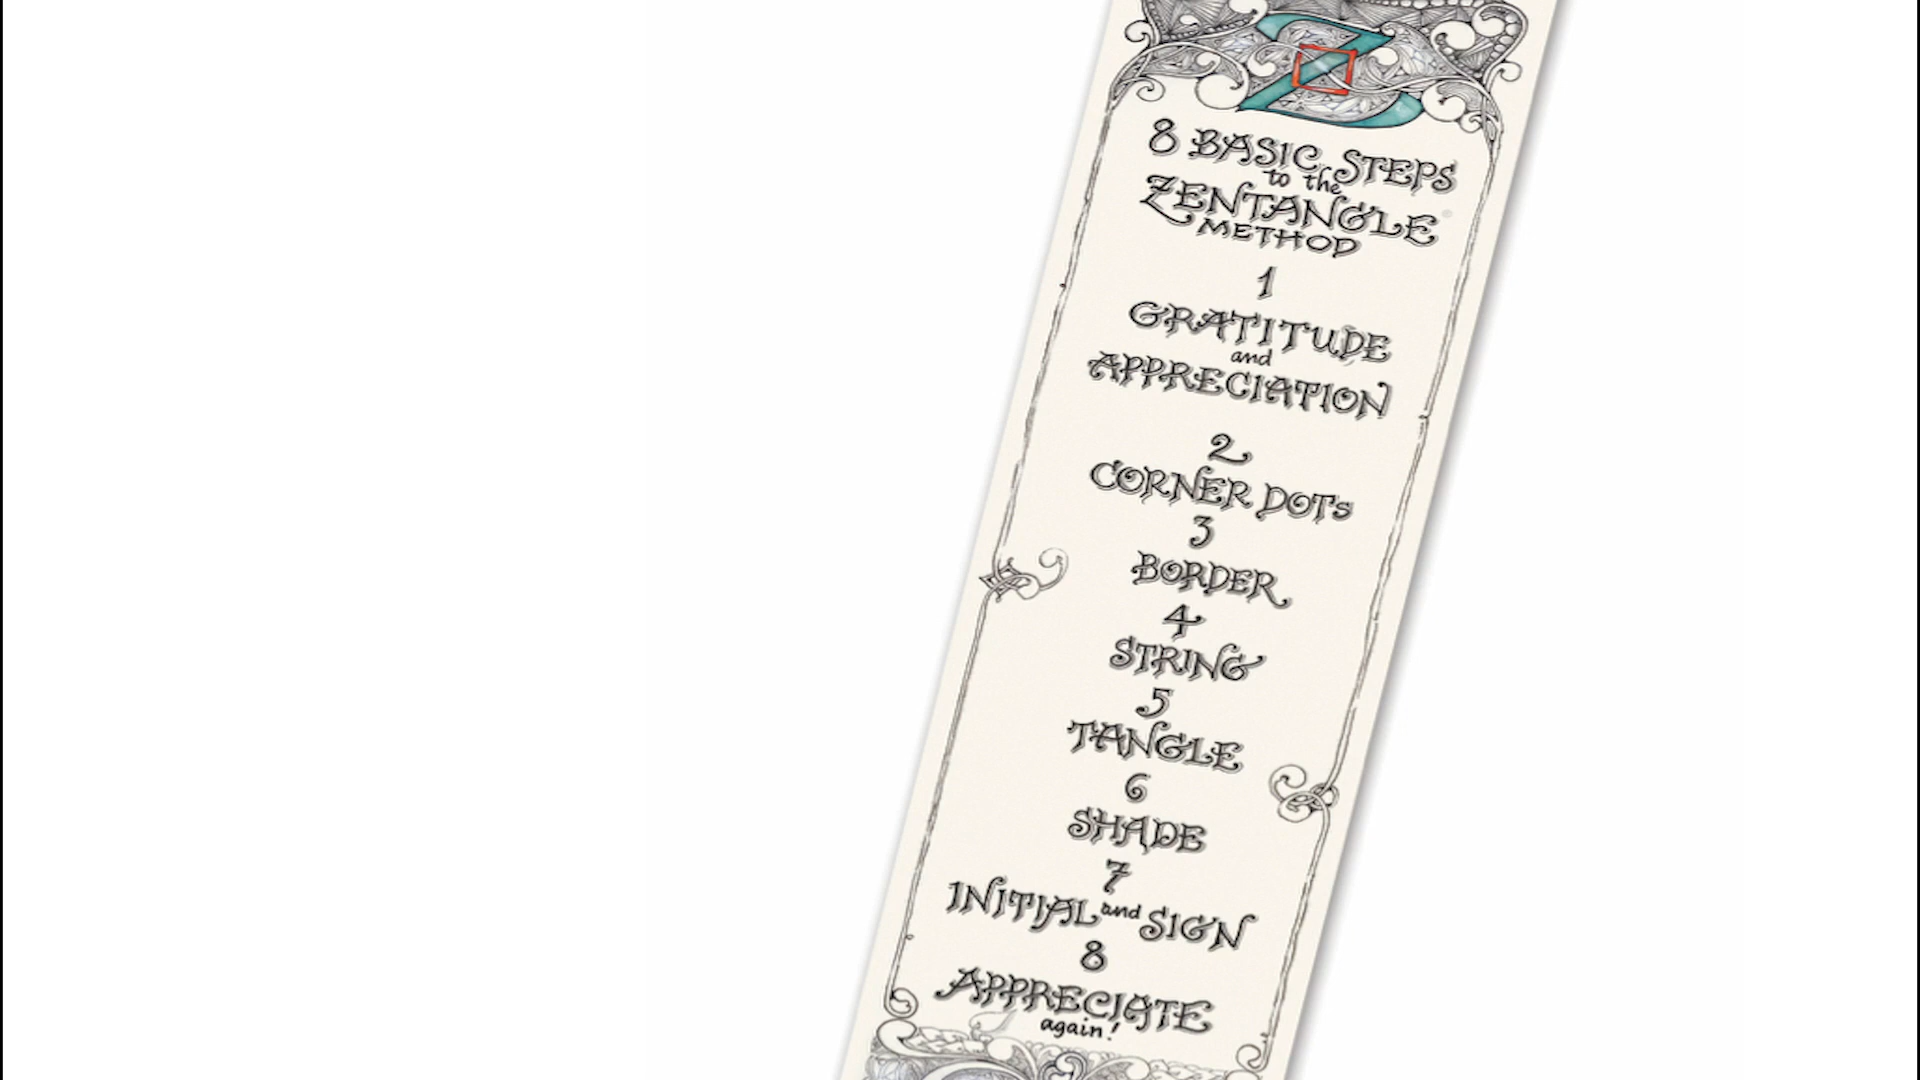 8 BASIC STEPS
to the
ZENTANGLE®
METHOD
1
GRATITUDE
and
APPRECIATION
2
CORNER DOTs
3
BORDER
4
STRING
5
TANGLE
6
SHADE
7
INITIAL and SIGN
8
APPRECIATE
again!